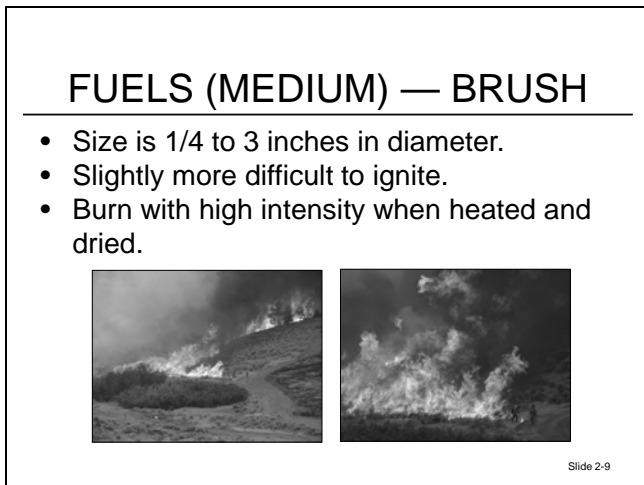 FUELS (MEDIUM) — BRUSH
• Size is 1/4 to 3 inches in diameter.
• Slightly more difficult to ignite.
• Burn with high intensity when heated and
dried.
Slide 2-9